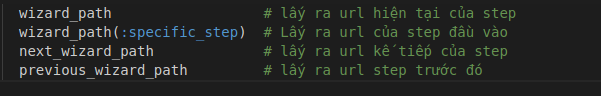 wizard_path # lấy ra url hiện tại của step
wizard_path(:specific_step) # Lấy ra url của step đầu vào
next_wizard_path # lấy ra url kế tiếp của step
previous_wizard_path # lấy ra url step trước đó